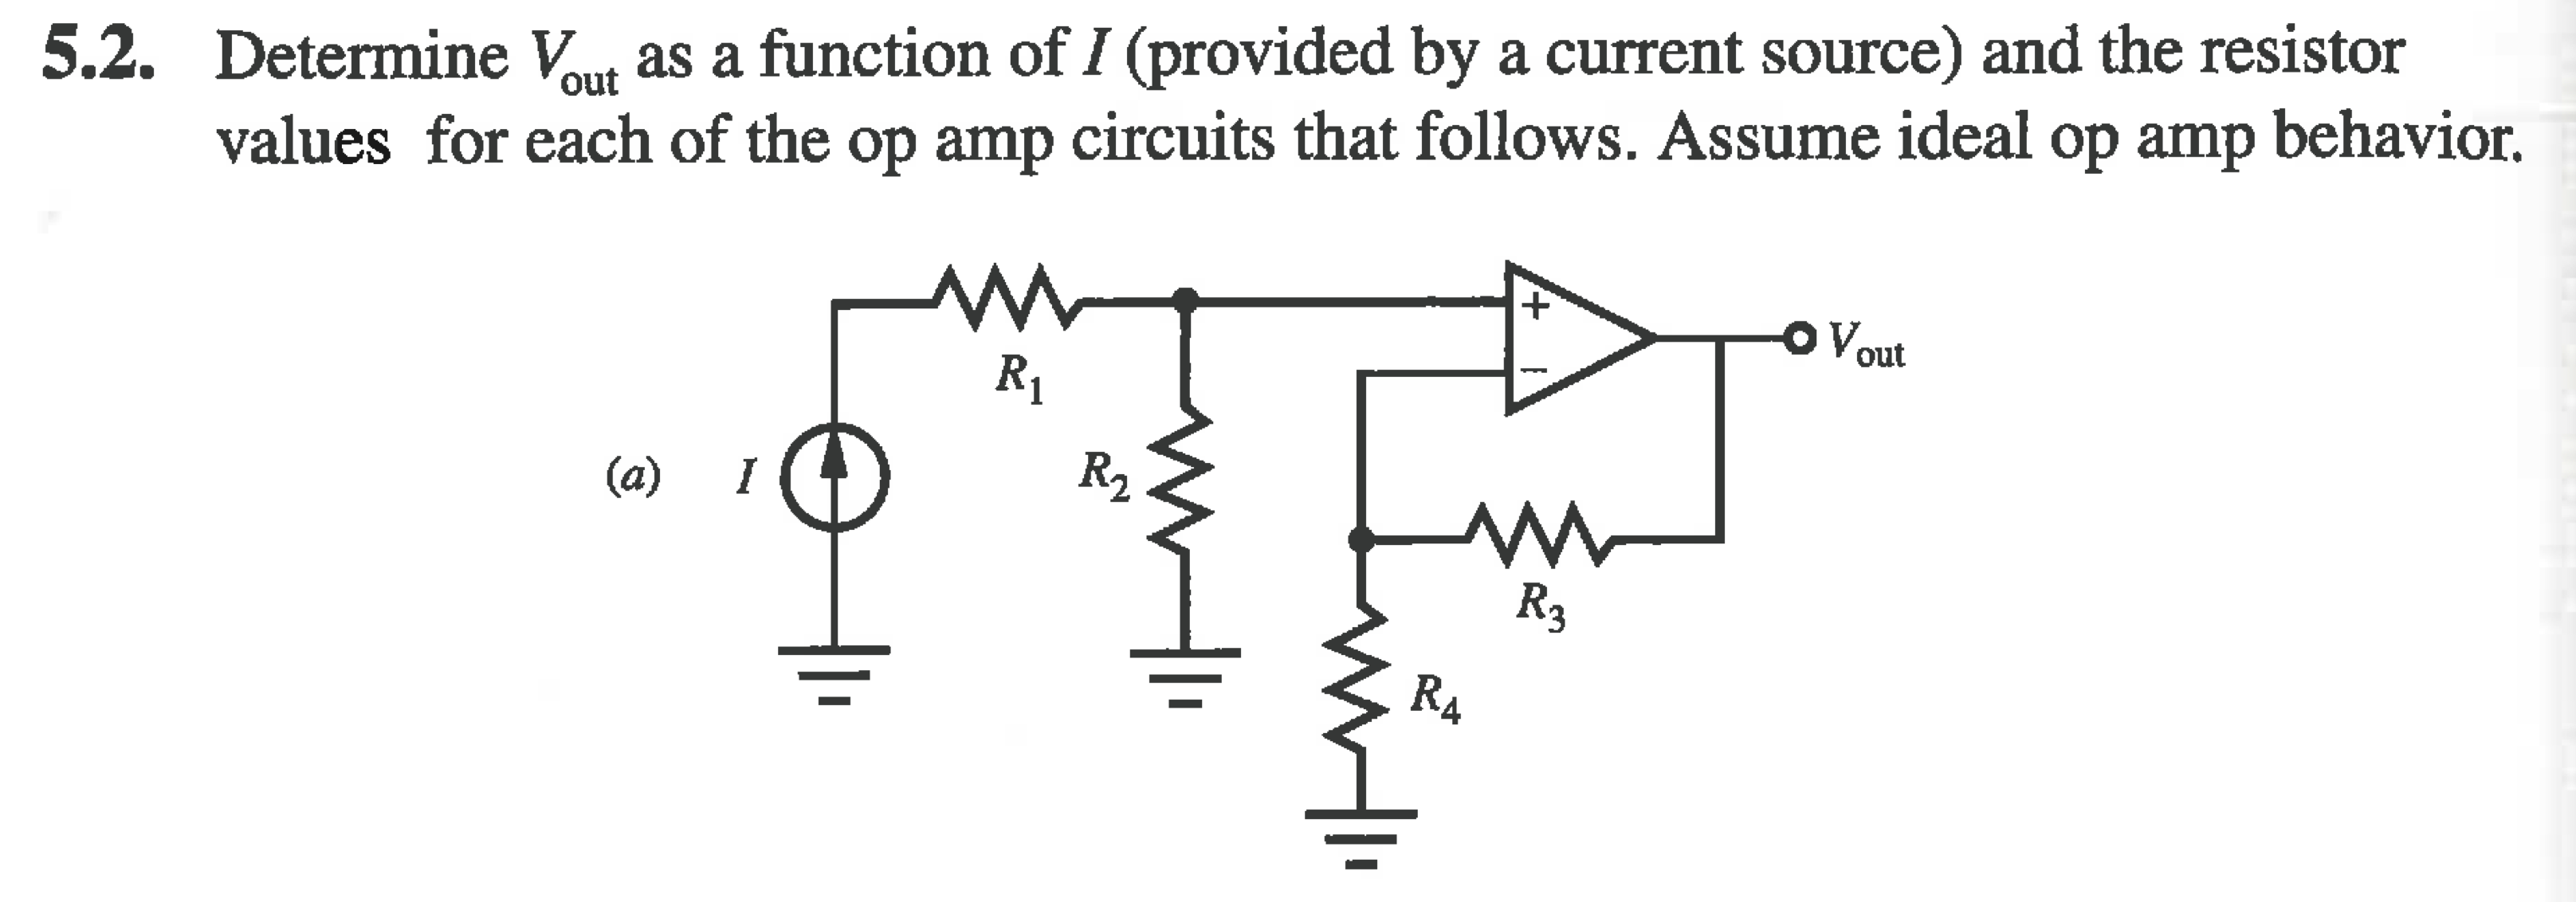 5.2. Determine Vout as a function of I (provided by a current source) and the resistor
values for each of the op amp circuits that follows. Assume ideal op amp behavior.
+
Vout
R1
−
(a) I
R2
R3
R4